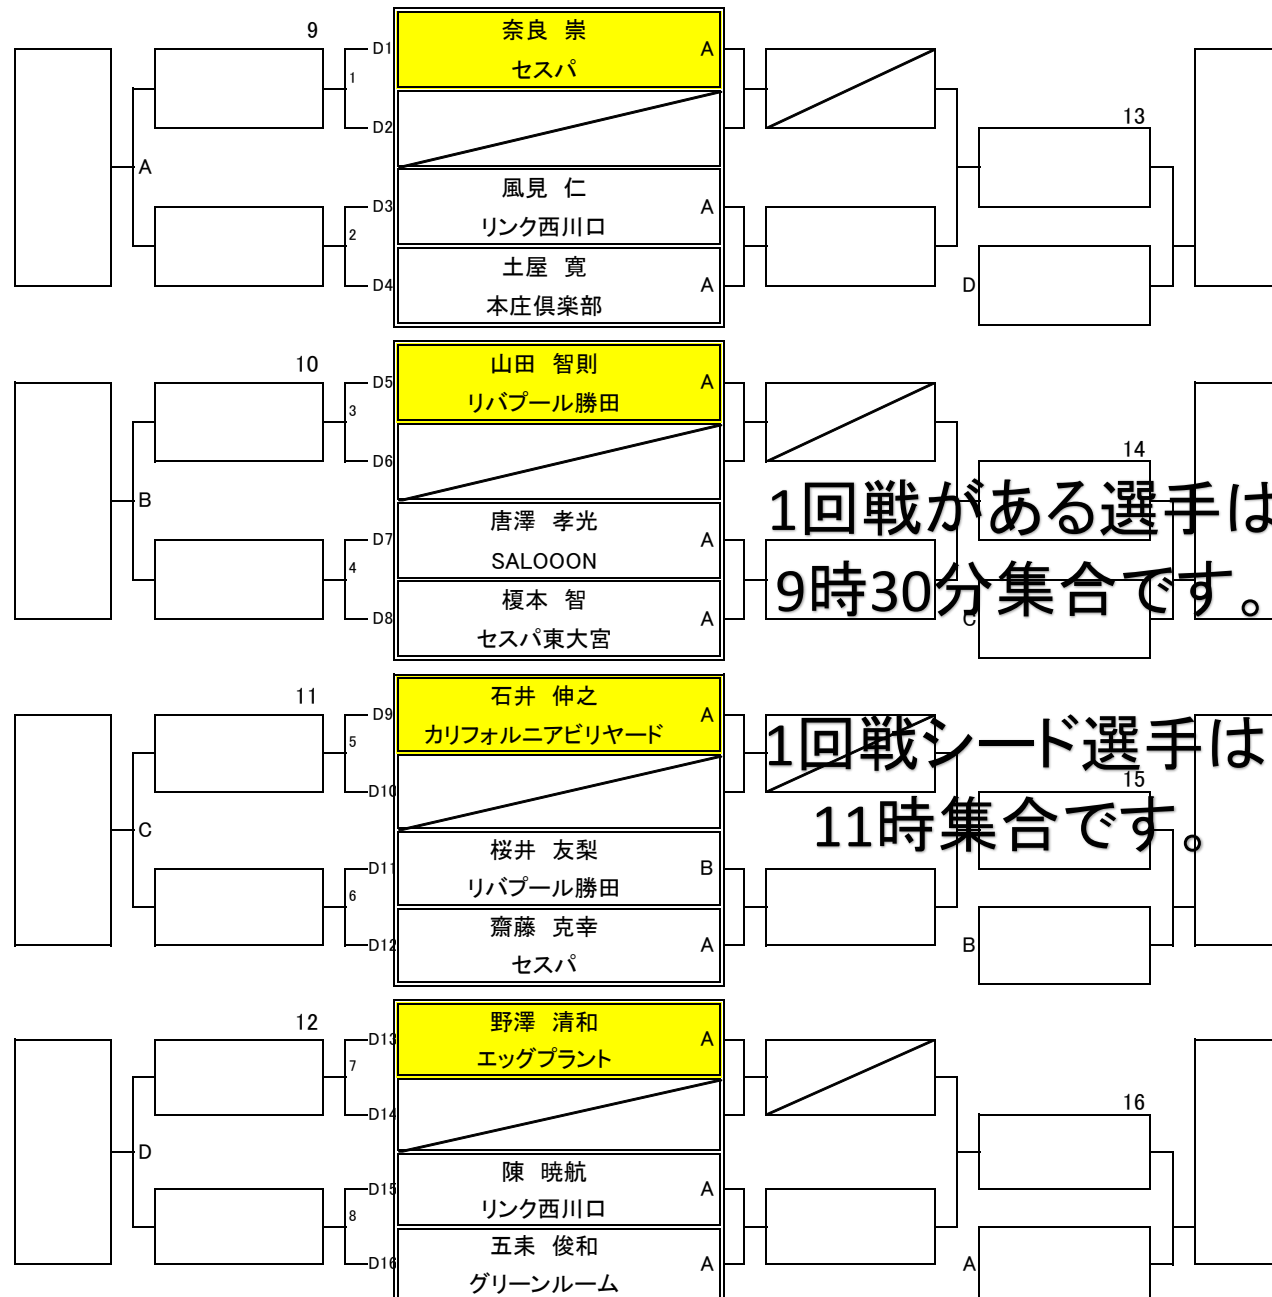 9
D1
奈良 崇
A
セスパ
1
D2
13
A
D3
風見 仁
A
リンク西川口
2
D4
土屋 寛
A
本庄倶楽部
D
10
D5
山田 智則
A
リバプール勝田
3
D6
14
B
1回戦がある選手は
D7
唐澤 孝光
A
SALOOON
4
9時30分集合です。
D8
榎本 智
A
セスパ東大宮
C
11
D9
石井 伸之
A
カリフォルニアビリヤード
5
1回戦シード選手は
D10
15
C
11時集合です。
D11
桜井 友梨
B
リバプール勝田
6
D12
齋藤 克幸
A
セスパ
B
12
D13
野澤 清和
A
エッグプラント
7
D14
16
D
D15
陳 暁航
A
リンク西川口
8
D16
五耒 俊和
A
グリーンルーム
A